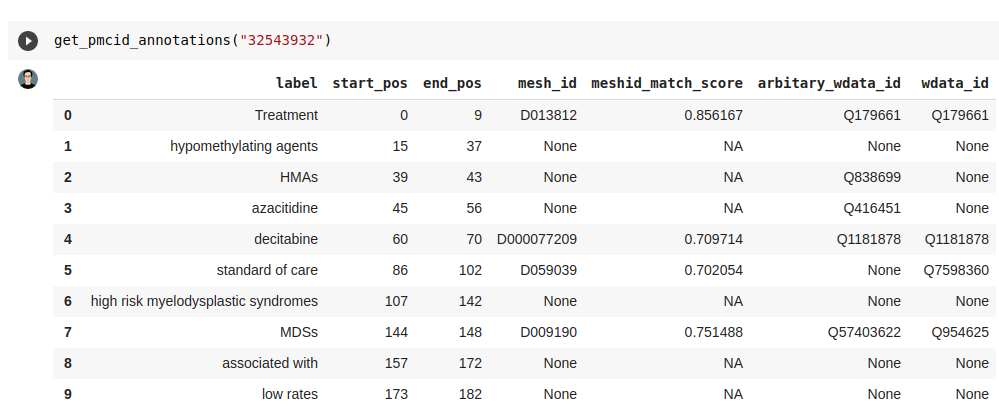 get_pmcid_annotations("32543932")
label start_pos end_pos mesh_id meshid_match_score arbitary_wdata_id wdata_id
0 Treatment 0 9 D013812 0.856167 Q179661 Q179661
1 hypomethylating agents 15 37 None NA None None
2 HMAs 39 43 None NA Q838699 None
3 azacitidine 45 56 None NA Q416451 None
4 decitabine 60 70 D000077209 0.709714 Q1181878 Q1181878
5 standard of care 86 102 D059039 0.702054 None Q7598360
6 high risk myelodysplastic syndromes 107 142 None NA None None
7 MDSs 144 148 D009190 0.751488 Q57403622 Q954625
8 associated with 157 172 None NA None None
9 low rates 173 182 None NA None None